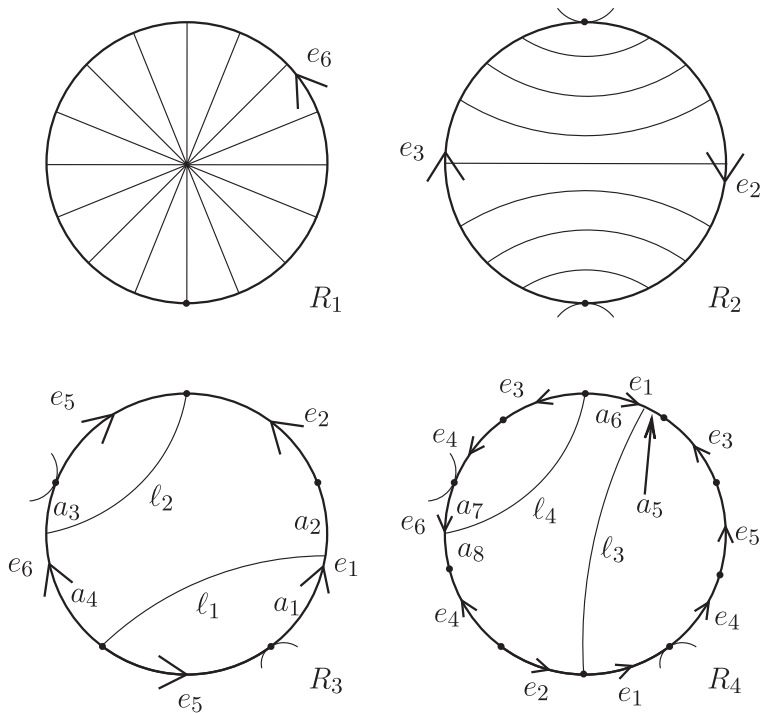 e₆
R₁
e₃
e₂
R₂
e₅
e₂
a₃
ℓ₂
a₂
e₆
a₄
ℓ₁
a₁
e₁
e₅
R₃
e₃
e₁
a₆
e₄
e₃
a₇
ℓ₄
a₅
e₆
a₈
ℓ₃
e₅
e₄
e₄
e₂
e₁
R₄